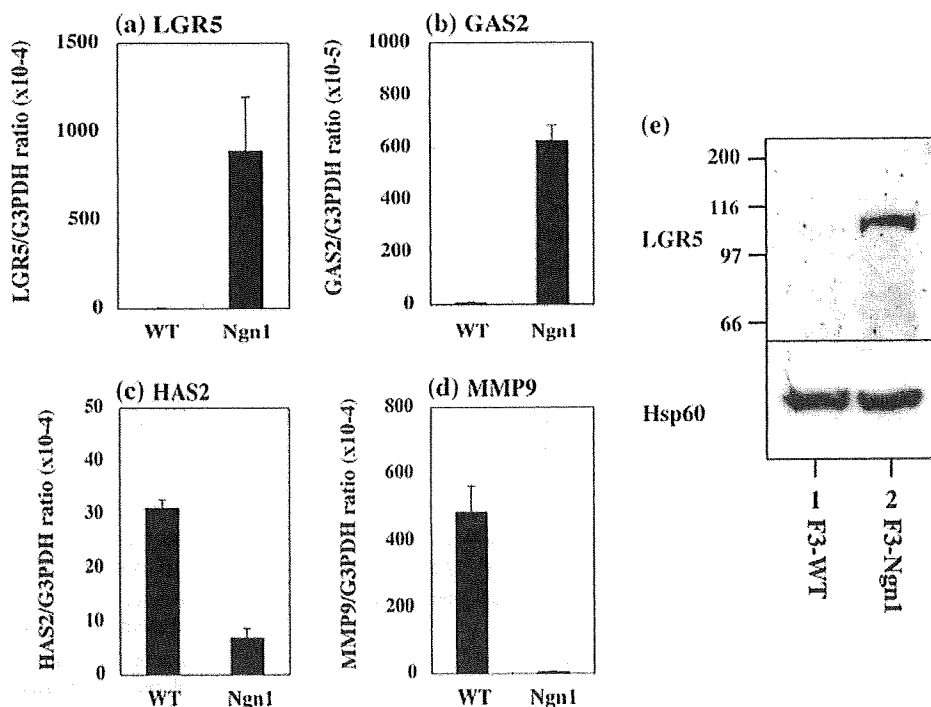 (a) LGR5
LGR5/G3PDH ratio (x10-4)
1500
1000
500
0
WT Ngn1
(b) GAS2
GAS2/G3PDH ratio (x10-5)
1000
800
600
400
200
0
WT Ngn1
(c) HAS2
HAS2/G3PDH ratio (x10-4)
50
40
30
20
10
0
WT Ngn1
(d) MMP9
MMP9/G3PDH ratio (x10-4)
800
600
400
200
0
WT Ngn1
(e)
200
116
LGR5
97
66
Hsp60
1 F3-WT
2 F3-Ngn1